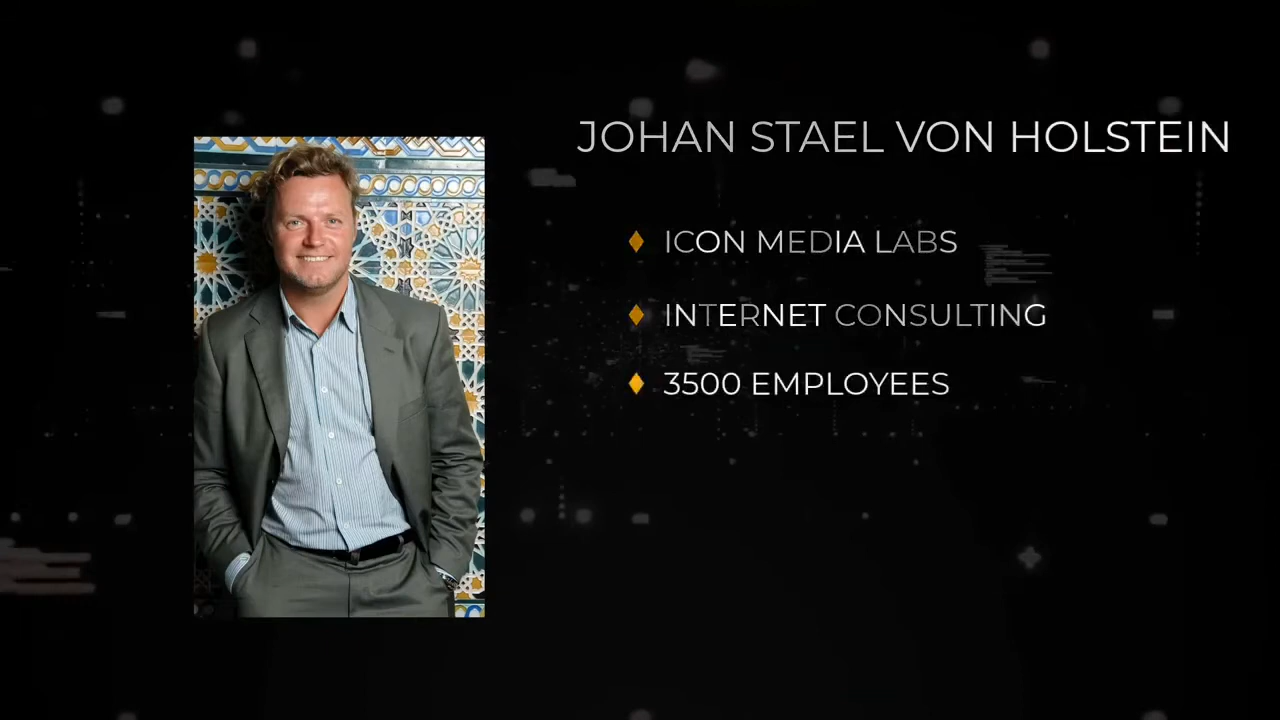 JOHAN STAEL VON HOLSTEIN
ICON MEDIA LABS
INTERNET CONSULTING
3500 EMPLOYEES